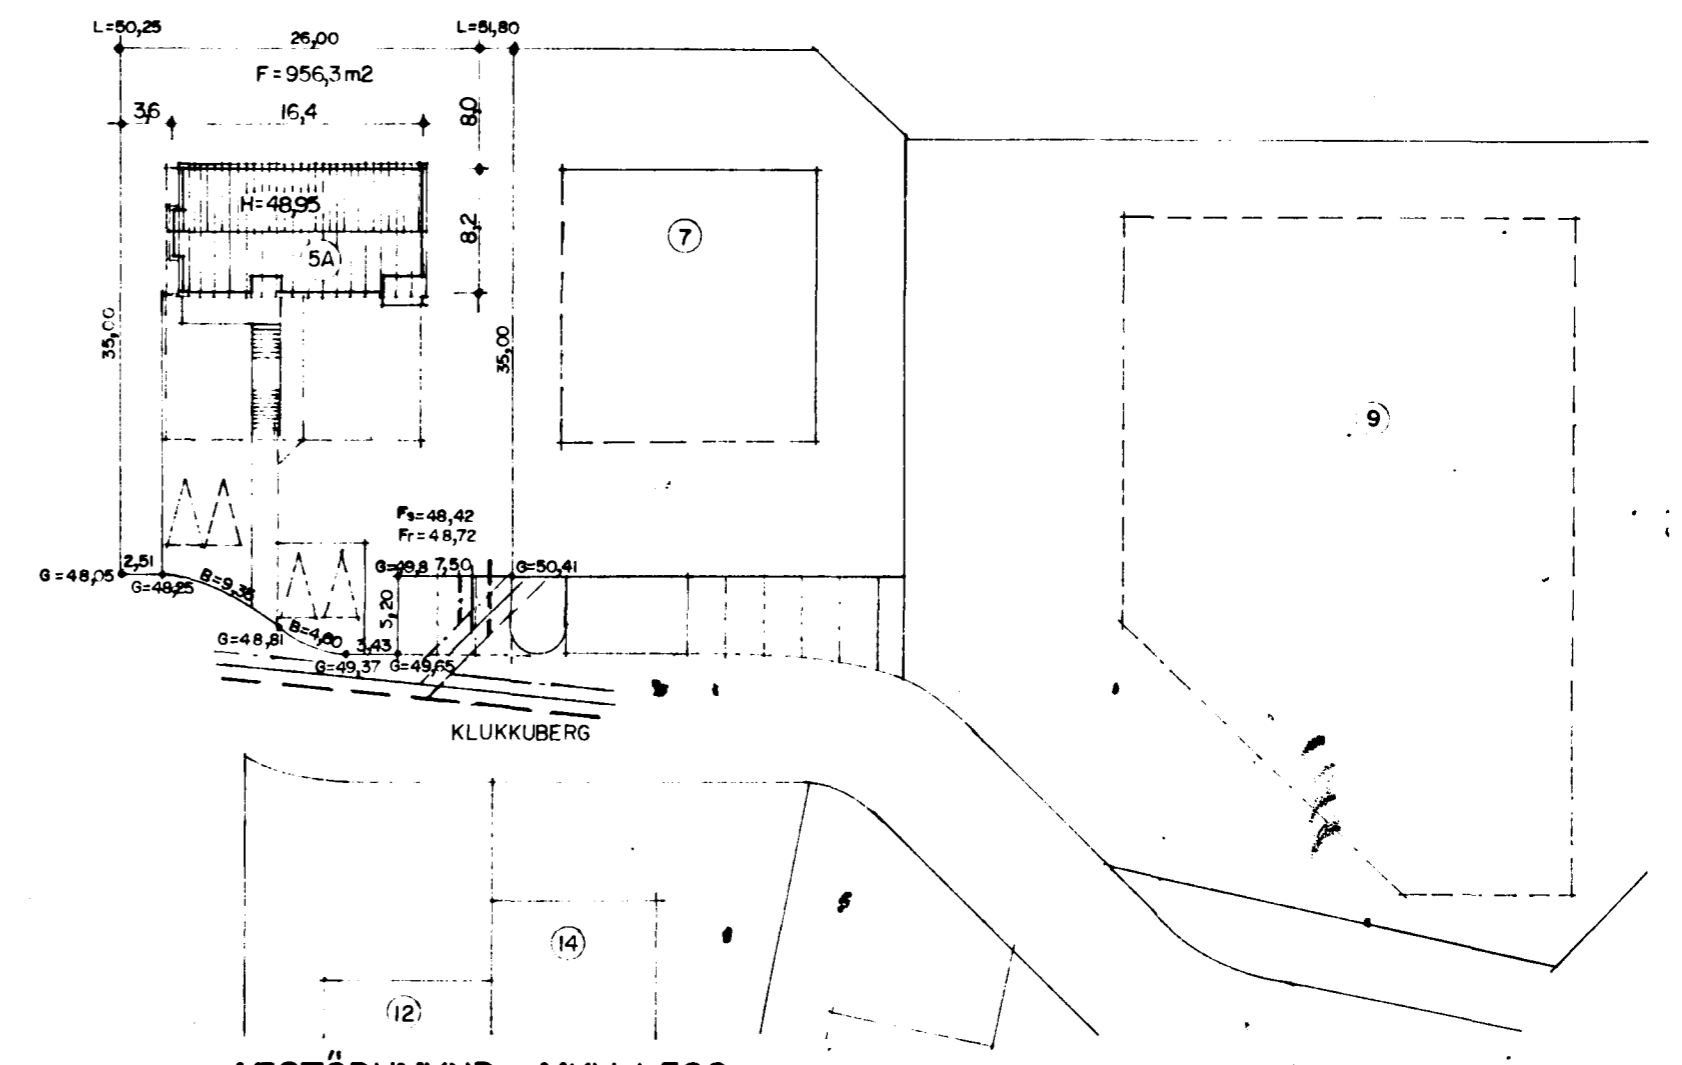 L=50,25
26,00
L=51,80
F=956,3 m2
3,6
16,4
8,0
H=48,95
8,2
5A
7
35,00
35,00
9
Fs=48,42
Fr=48,72
G=48,05
2,51
G=48,25
B=9,35
G=49,8
7,50
G=50,41
5,20
G=48,81
B=4,80
3,43
G=49,37
G=49,65
KLUKKUBERG
14
12